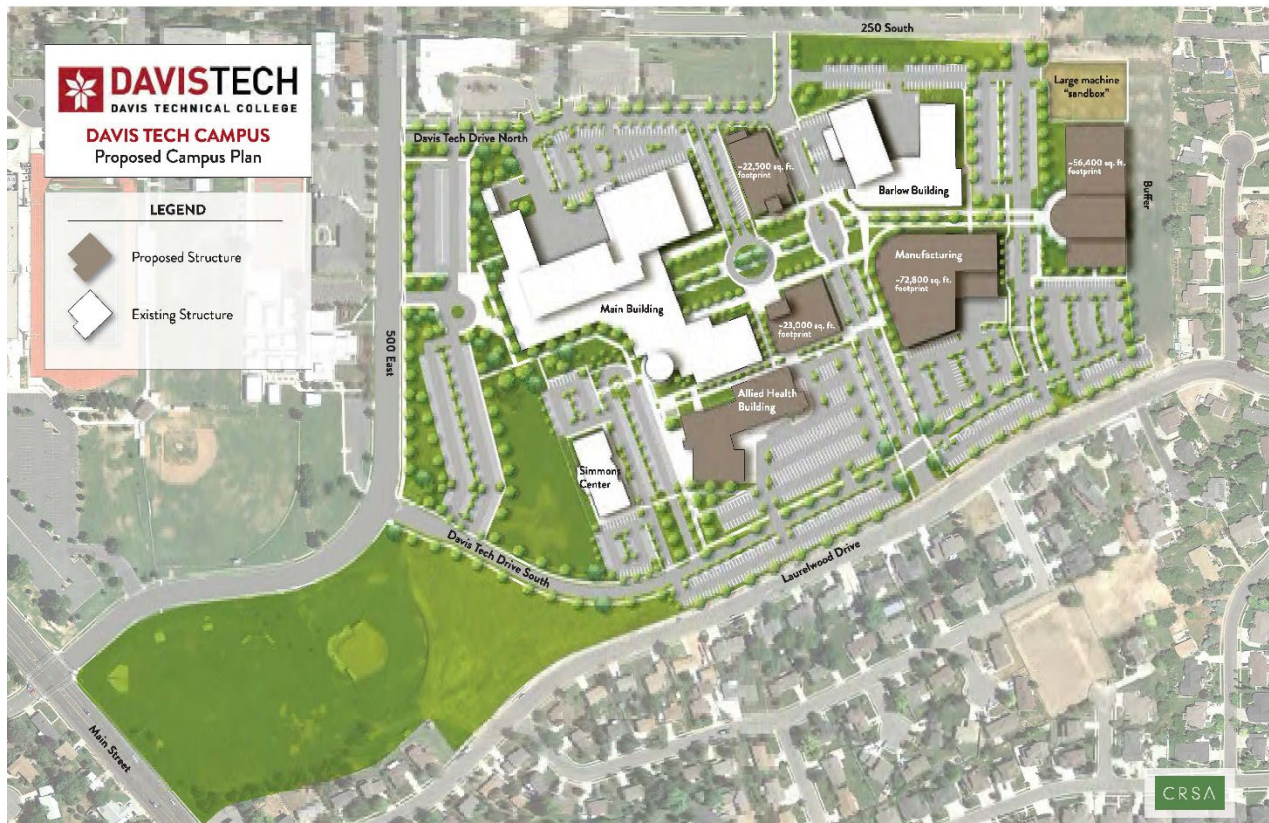 DAVISTECH
DAVIS TECHNICAL COLLEGE
DAVIS TECH CAMPUS
Proposed Campus Plan
LEGEND
Proposed Structure
Existing Structure
250 South
Large machine
"sandbox"
Davis Tech Drive North
~22,500 sq. ft.
footprint
~56,400 sq. ft.
footprint
Barlow Building
Buffer
Manufacturing
~72,800 sq. ft.
footprint
Main Building
~23,000 sq. ft.
footprint
500 East
Allied Health
Building
Simmons
Center
Davis Tech Drive South
Laurelwood Drive
Main Street
CRSA